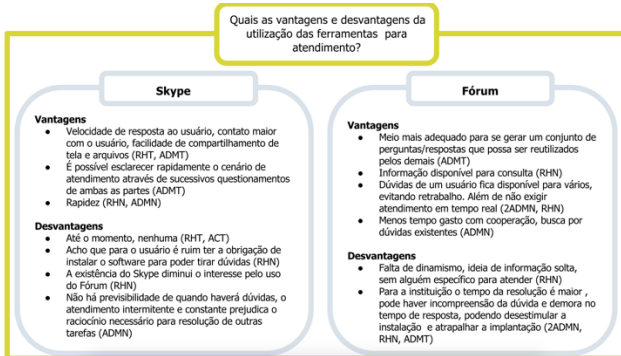 Quais as vantagens e desvantagens da
utilização das ferramentas para
atendimento?
Skype
Vantagens
● Velocidade de resposta ao usuário, contato maior
com o usuário, facilidade de compartilhamento de
tela e arquivos (RHT, ADMT)
● É possível esclarecer rapidamente o cenário de
atendimento através de sucessivos questionamentos
de ambas as partes (ADMT)
● Rapidez (RHN, ADMN)
Desvantagens
● Até o momento, nenhuma (RHT, ACT)
● Acho que para o usuário é ruim ter a obrigação de
instalar o software para poder tirar dúvidas (RHN)
● A existência do Skype diminui o interesse pelo uso
do Fórum (RHN)
● Não há previsibilidade de quando haverá dúvidas, o
atendimento intermitente e constante prejudica o
raciocínio necessário para resolução de outras
tarefas (ADMN)
Fórum
Vantagens
● Meio mais adequado para se gerar um conjunto de
perguntas/respostas que possa ser reutilizados
pelos demais (ADMT)
● Informação disponível para consulta (RHN)
● Dúvidas de um usuário fica disponível para vários,
evitando retrabalho. Além de não exigir
atendimento em tempo real (2ADMN, RHN)
● Menos tempo gasto com cooperação, busca por
dúvidas existentes (ADMN)
Desvantagens
● Falta de dinamismo, ideia de informação solta,
sem alguém específico para atender (RHN)
● Para a instituição o tempo da resolução é maior ,
pode haver incompreensão da dúvida e demora no
tempo de resposta, podendo desestimular a
instalação e atrapalhar a implantação (2ADMN,
RHN, ADMT)